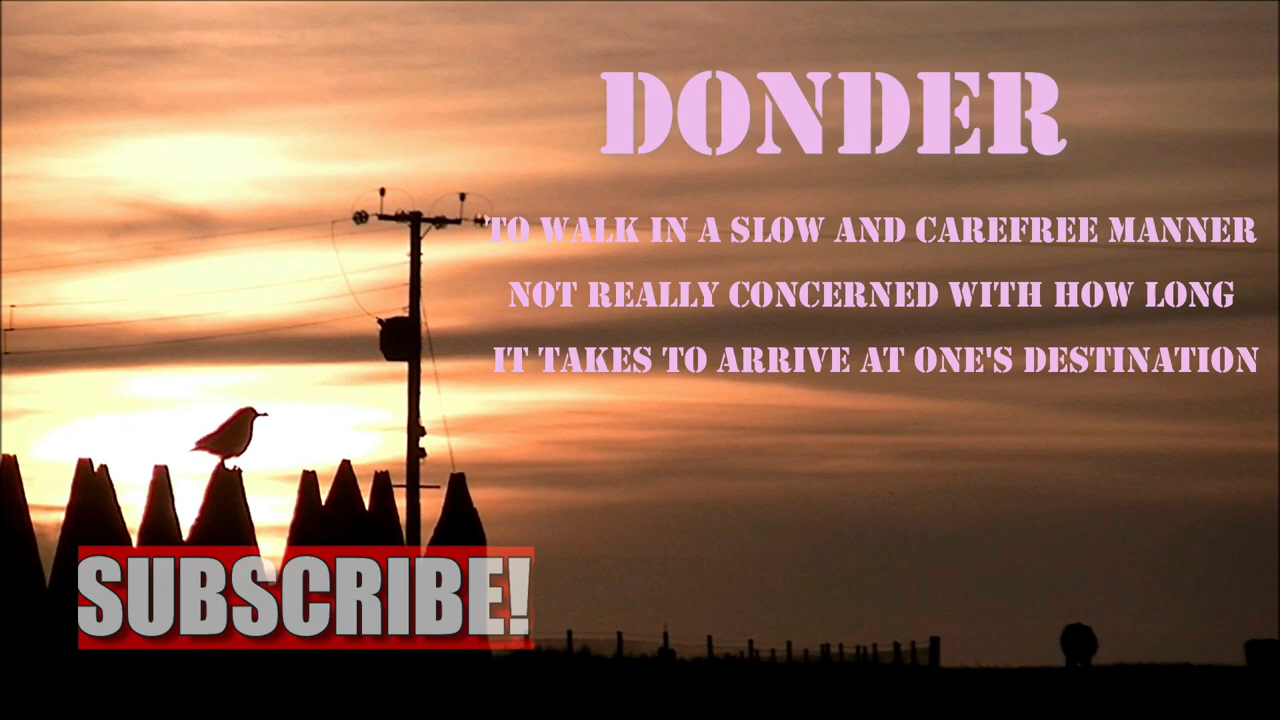 DONDER
TO WALK IN A SLOW AND CAREFREE MANNER
NOT REALLY CONCERNED WITH HOW LONG
IT TAKES TO ARRIVE AT ONE'S DESTINATION
SUBSCRIBE!